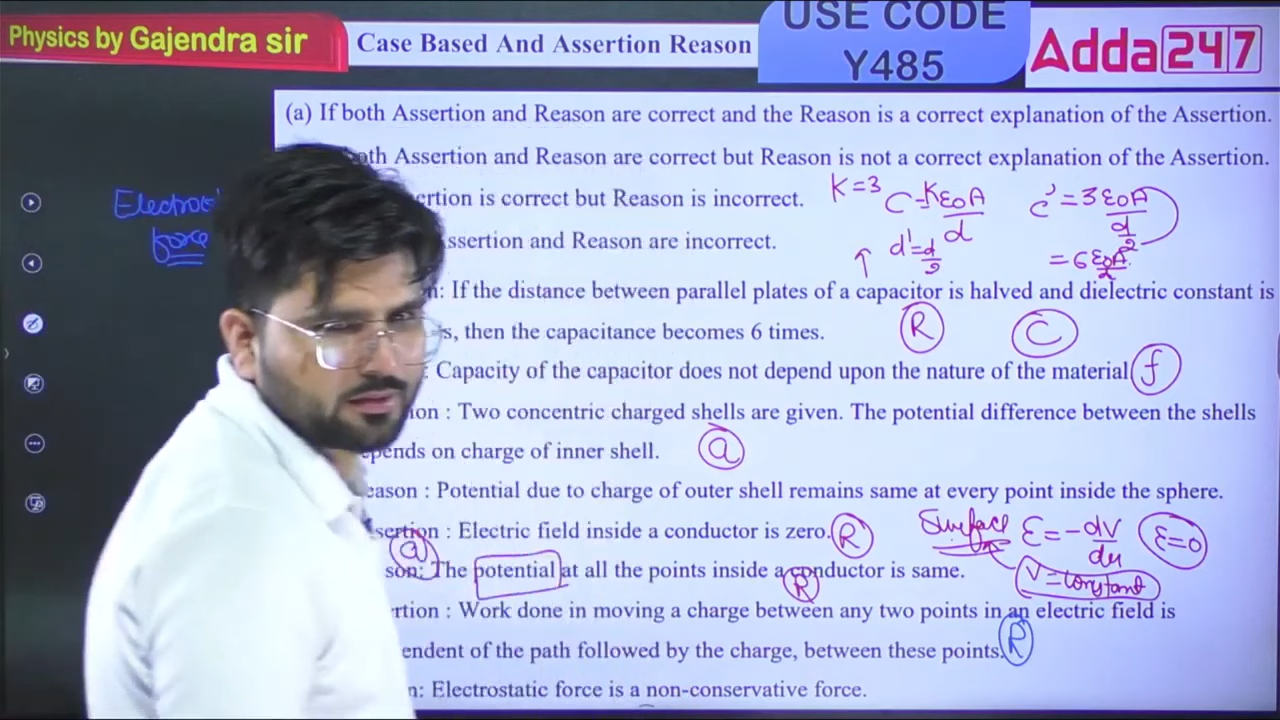 Physics by Gajendra sir
Case Based And Assertion Reason
USE CODE
Y485
Adda247
(a) If both Assertion and Reason are correct and the Reason is a correct explanation of the Assertion.
oth Assertion and Reason are correct but Reason is not a correct explanation of the Assertion.
ertion is correct but Reason is incorrect.
ssertion and Reason are incorrect.
K=3
C=Kε0A/d
d'=d/2
C'=3ε0A/d/2
=6ε0A
Electros
force
n: If the distance between parallel plates of a capacitor is halved and dielectric constant is
s, then the capacitance becomes 6 times.
R
C
: Capacity of the capacitor does not depend upon the nature of the material
f
ion : Two concentric charged shells are given. The potential difference between the shells
epends on charge of inner shell.
a
eason : Potential due to charge of outer shell remains same at every point inside the sphere.
sertion : Electric field inside a conductor is zero.
R
Surface
E=-dV/dr
E=0
a
son: The potential at all the points inside a conductor is same.
R
V=constant
rtion : Work done in moving a charge between any two points in an electric field is
endent of the path followed by the charge, between these points.
R
n: Electrostatic force is a non-conservative force.